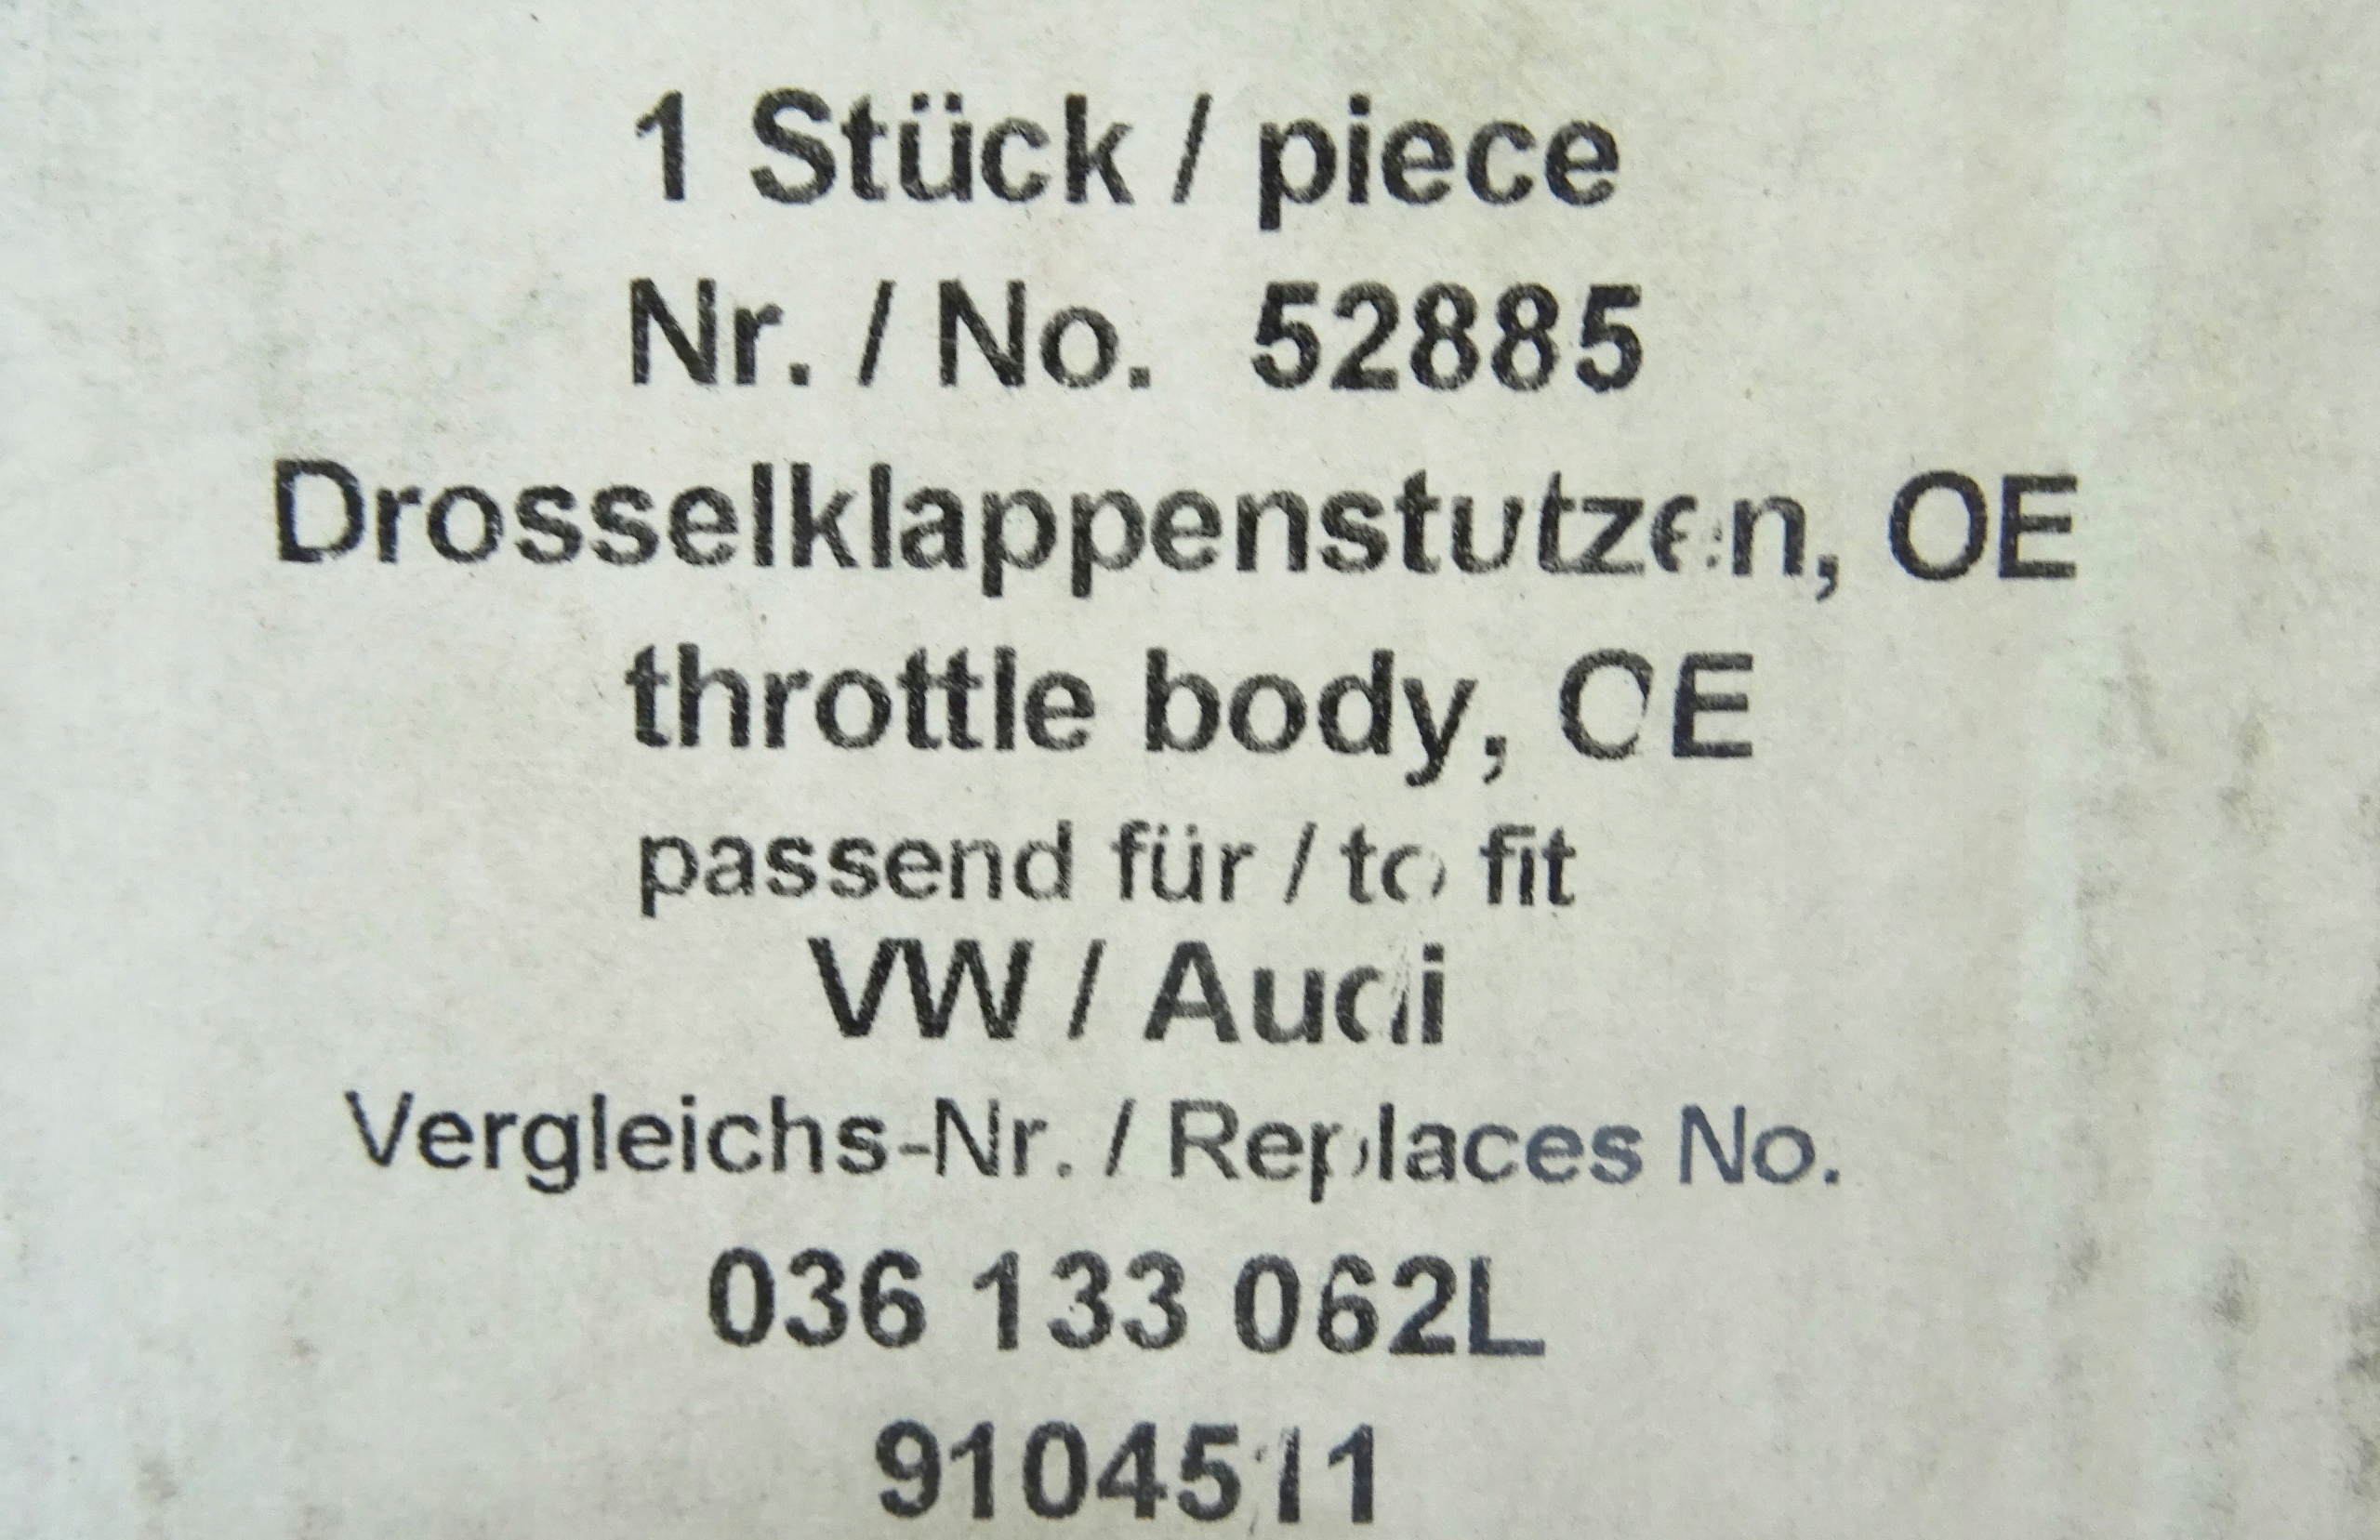 1 Stück / piece
Nr. / No. 52885
Drosselklappenstutzen, OE
throttle body, OE
passend für / to fit
VW / Audi
Vergleichs-Nr. / Replaces No.
036 133 062L
9104511